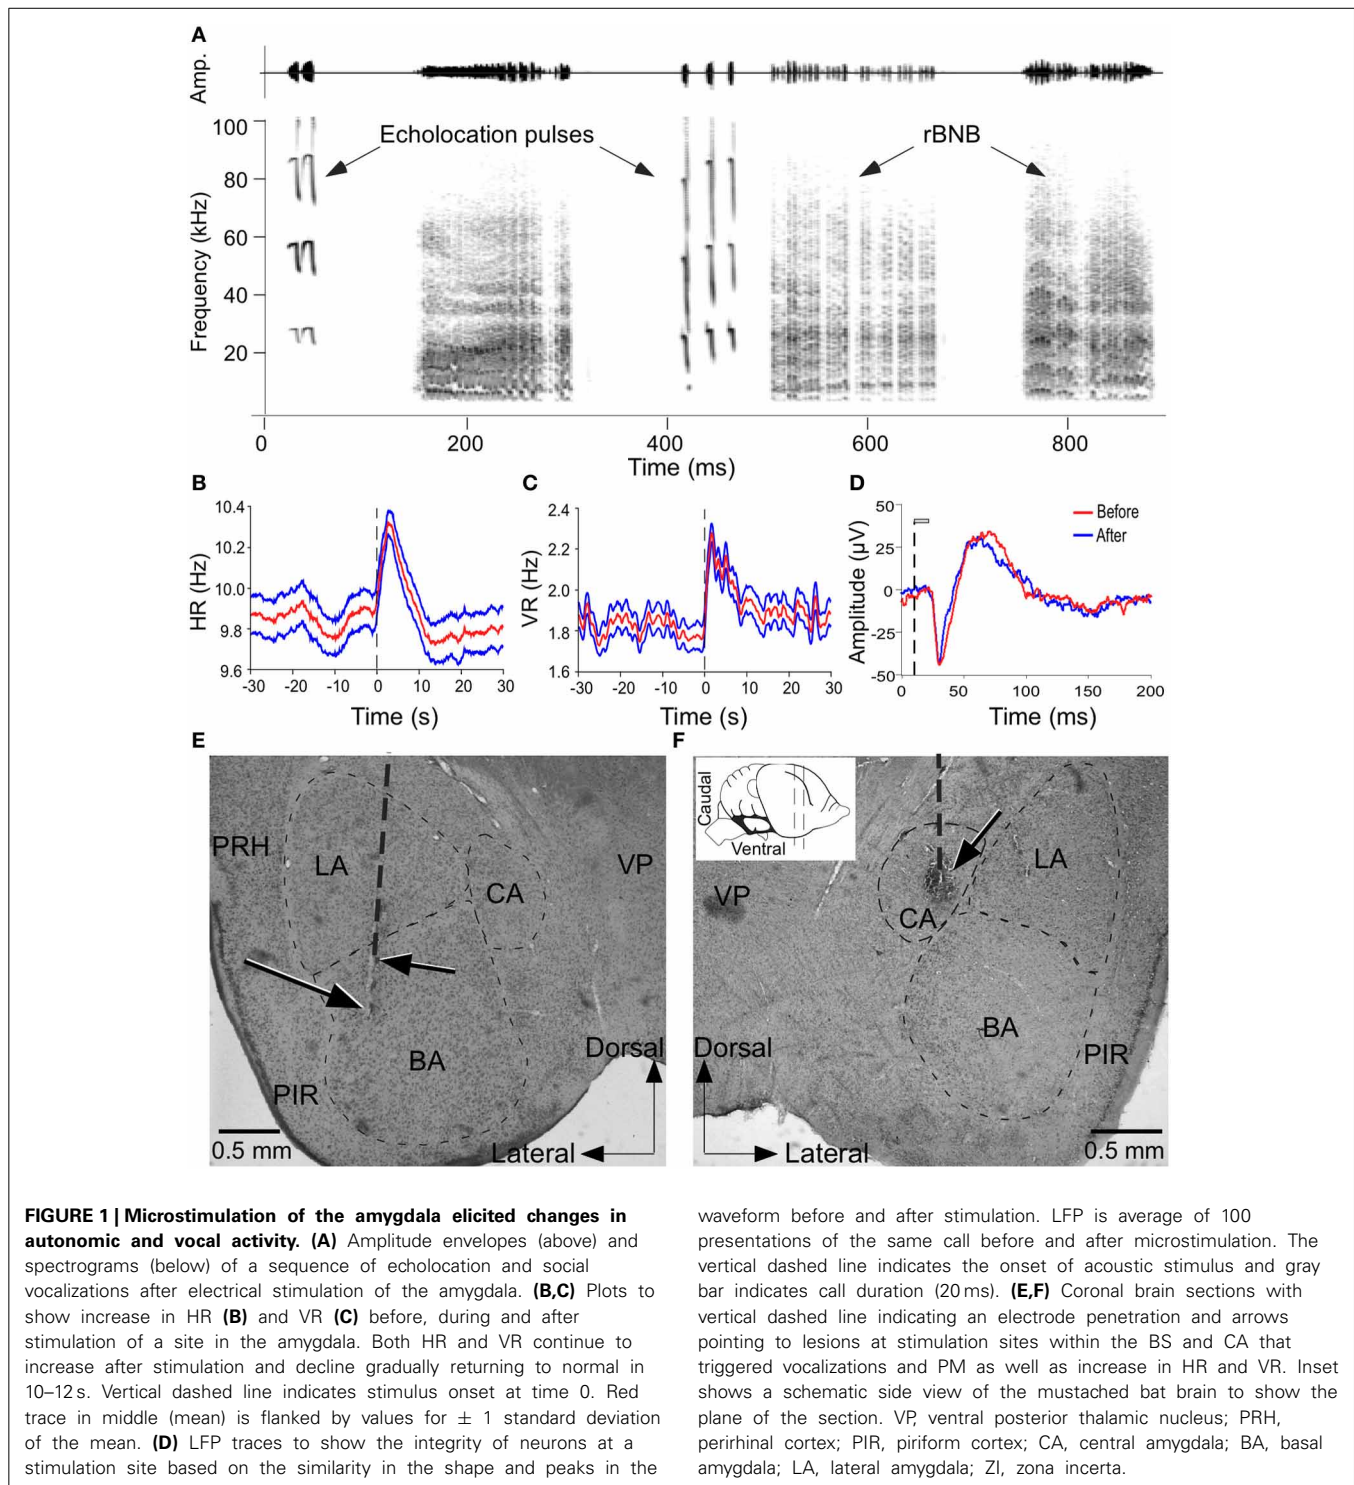 A
Amp.
Echolocation pulses
rBNB
100
80
60
40
20
Frequency (kHz)
0
200
400
600
800
Time (ms)
B
10.4
10.2
10.0
9.8
9.6
HR (Hz)
-30
-20
-10
0
10
20
30
Time (s)
C
2.4
2.2
2.0
1.8
1.6
VR (Hz)
-30
-20
-10
0
10
20
30
Time (s)
D
50
25
0
-25
-50
Amplitude (µV)
Before
After
0
50
100
150
200
Time (ms)
E
PRH
LA
CA
VP
BA
PIR
Dorsal
Lateral
0.5 mm
F
Caudal
Ventral
VP
CA
LA
BA
PIR
Dorsal
Lateral
0.5 mm
FIGURE 1 | Microstimulation of the amygdala elicited changes in
autonomic and vocal activity. (A) Amplitude envelopes (above) and
spectrograms (below) of a sequence of echolocation and social
vocalizations after electrical stimulation of the amygdala. (B,C) Plots to
show increase in HR (B) and VR (C) before, during and after
stimulation of a site in the amygdala. Both HR and VR continue to
increase after stimulation and decline gradually returning to normal in
10–12 s. Vertical dashed line indicates stimulus onset at time 0. Red
trace in middle (mean) is flanked by values for ± 1 standard deviation
of the mean. (D) LFP traces to show the integrity of neurons at a
stimulation site based on the similarity in the shape and peaks in the
waveform before and after stimulation. LFP is average of 100
presentations of the same call before and after microstimulation. The
vertical dashed line indicates the onset of acoustic stimulus and gray
bar indicates call duration (20 ms). (E,F) Coronal brain sections with
vertical dashed line indicating an electrode penetration and arrows
pointing to lesions at stimulation sites within the BS and CA that
triggered vocalizations and PM as well as increase in HR and VR. Inset
shows a schematic side view of the mustached bat brain to show the
plane of the section. VP, ventral posterior thalamic nucleus; PRH,
perirhinal cortex; PIR, piriform cortex; CA, central amygdala; BA, basal
amygdala; LA, lateral amygdala; ZI, zona incerta.